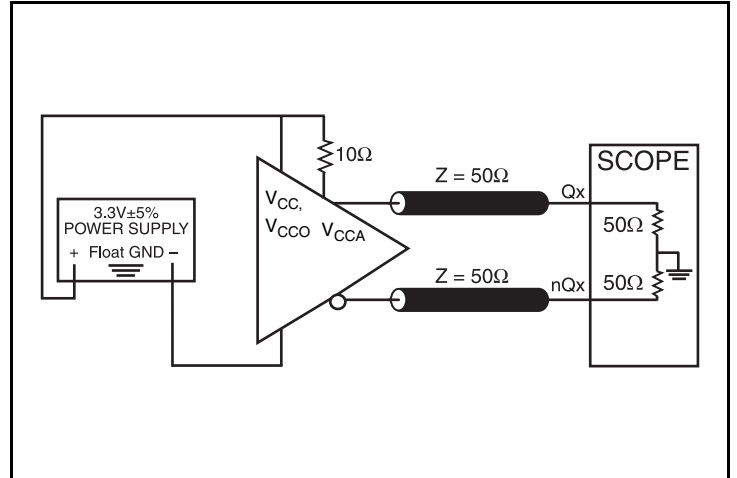 3.3V±5%
POWER SUPPLY
+ Float GND −
VCC,
VCCO VCCA
10Ω
Z = 50Ω
Qx
Z = 50Ω
nQx
SCOPE
50Ω
50Ω